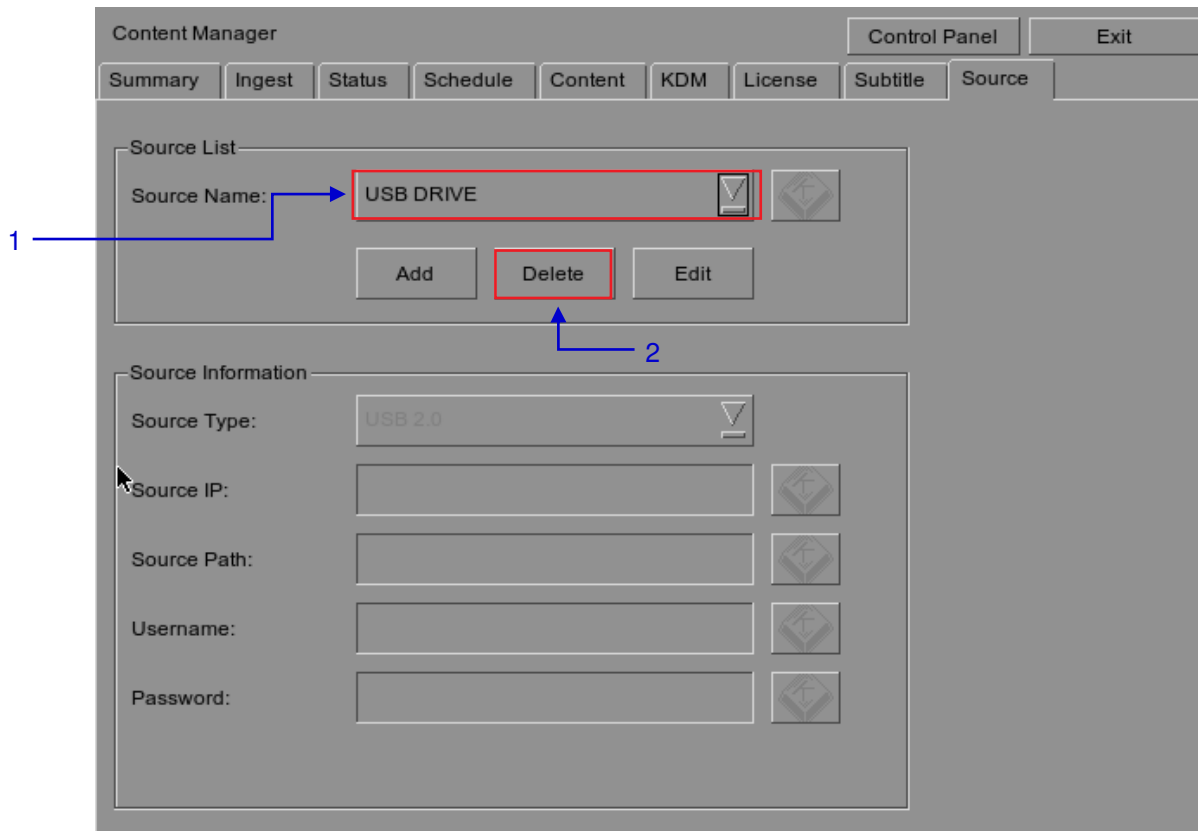 Content Manager
Control Panel
Exit
Summary
Ingest
Status
Schedule
Content
KDM
License
Subtitle
Source
Source List
Source Name:
USB DRIVE
1
Add
Delete
Edit
2
Source Information
Source Type:
USB 2.0
Source IP:
Source Path:
Username:
Password: